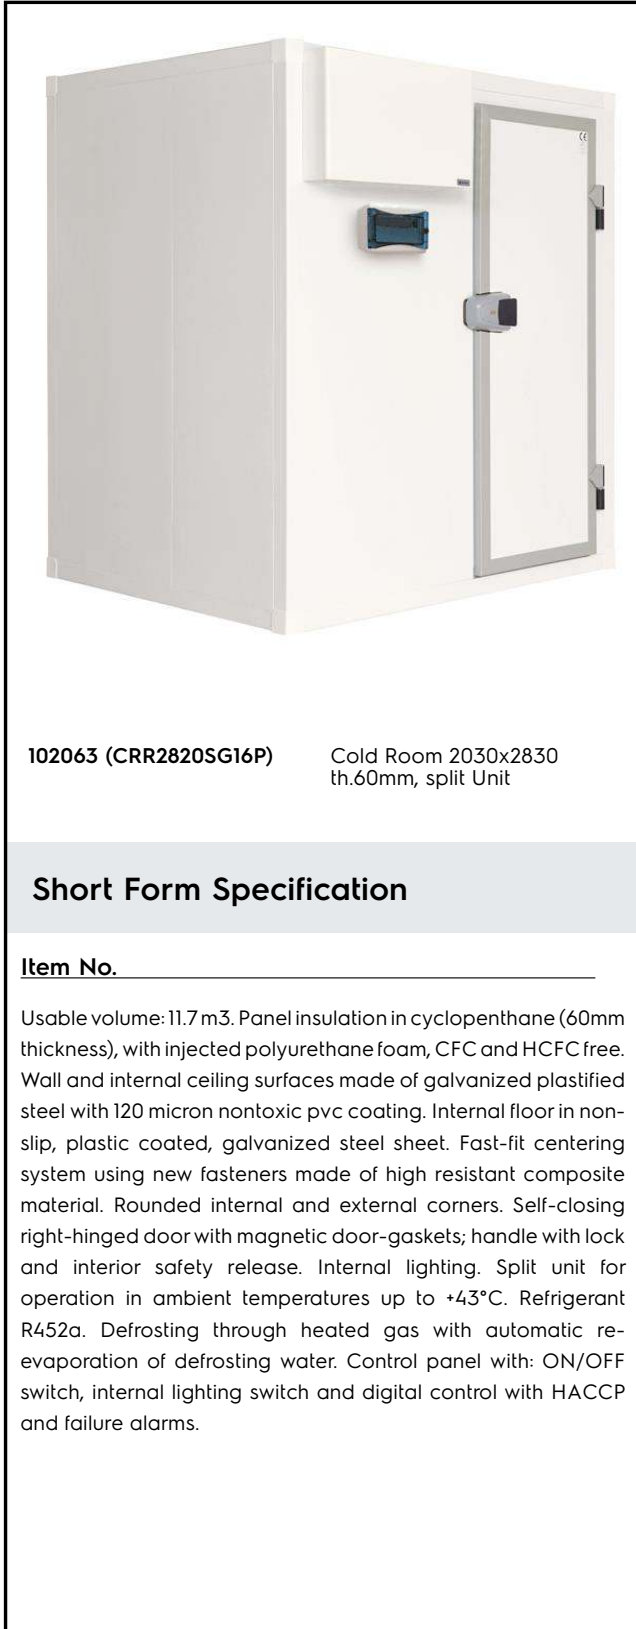 CE
102063 (CRR2820SG16P)
Cold Room 2030x2830
th.60mm, split Unit
Short Form Specification
Item No.
Usable volume: 11.7 m3. Panel insulation in cyclopenthane (60mm
thickness), with injected polyurethane foam, CFC and HCFC free.
Wall and internal ceiling surfaces made of galvanized plastified
steel with 120 micron nontoxic pvc coating. Internal floor in non-
slip, plastic coated, galvanized steel sheet. Fast-fit centering
system using new fasteners made of high resistant composite
material. Rounded internal and external corners. Self-closing
right-hinged door with magnetic door-gaskets; handle with lock
and interior safety release. Internal lighting. Split unit for
operation in ambient temperatures up to +43°C. Refrigerant
R452a. Defrosting through heated gas with automatic re-
evaporation of defrosting water. Control panel with: ON/OFF
switch, internal lighting switch and digital control with HACCP
and failure alarms.